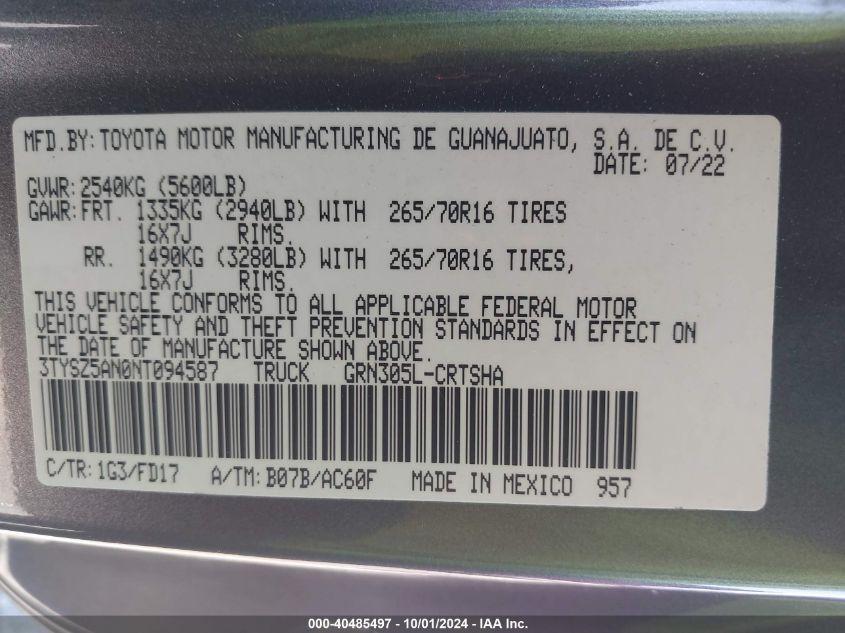 MFD.BY:TOYOTA MOTOR MANUFACTURING DE GUANAJUATO, S.A. DE C.V.
DATE: 07/22
GVWR:2540KG (5600LB)
GAWR:FRT. 1335KG (2940LB) WITH 265/70R16 TIRES
16X7J RIMS.
RR. 1490KG (3280LB) WITH 265/70R16 TIRES,
16X7J RIMS.
THIS VEHICLE CONFORMS TO ALL APPLICABLE FEDERAL MOTOR
VEHICLE SAFETY AND THEFT PREVENTION STANDARDS IN EFFECT ON
THE DATE OF MANUFACTURE SHOWN ABOVE.
3TYSZ5AN0NT094587 TRUCK GRN305L-CRTSHA
C/TR:1G3/FD17 A/TM:B07B/AC60F MADE IN MEXICO 957
000-40485497 - 10/01/2024 - IAA Inc.